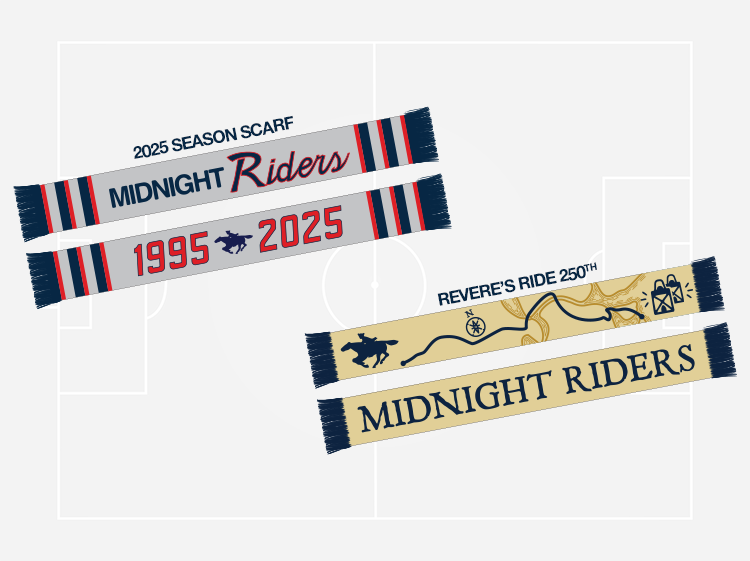 2025 SEASON SCARF
MIDNIGHT Riders
1995 2025
REVERE'S RIDE 250TH
N
MIDNIGHT RIDERS